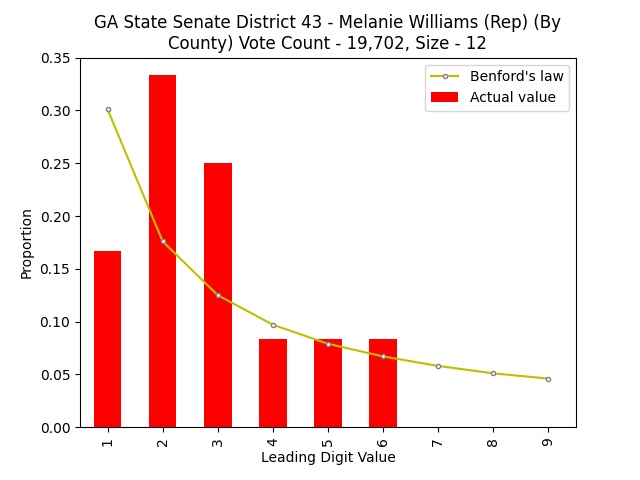 GA State Senate District 43 - Melanie Williams (Rep) (By
County) Vote Count - 19,702, Size - 12
Benford's law
Actual value
Proportion
0.35
0.30
0.25
0.20
0.15
0.10
0.05
0.00
1 2 3 4 5 6 7 8 9
Leading Digit Value